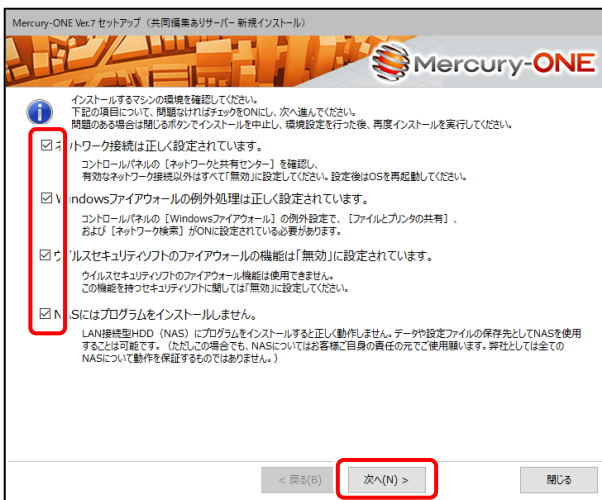 Mercury-ONE Ver.7 セットアップ（共同編集ありサーバー 新規インストール）
Mercury-ONE
インストールするマシンの環境を確認してください。
下記の項目について、問題なければチェックをONにし、次へ進んでください。
問題のある場合は閉じるボタンでインストールを中止し、環境設定を行った後、再度インストールを実行してください。
ネットワーク接続は正しく設定されています。
コントロールパネルの［ネットワークと共有センター］を確認し、
有効なネットワーク接続以外はすべて「無効」に設定してください。設定後はOSを再起動してください。
Windowsファイアウォールの例外処理は正しく設定されています。
コントロールパネルの［Windowsファイアウォール］の例外設定で、［ファイルとプリンタの共有］、
および［ネットワーク検索］がONに設定されている必要があります。
ウイルスセキュリティソフトのファイアウォールの機能は「無効」に設定されています。
ウイルスセキュリティソフトのファイアウォール機能は使用できません。
この機能を持つセキュリティソフトに関しては「無効」に設定してください。
NASにはプログラムをインストールしません。
LAN接続型HDD（NAS）にプログラムをインストールすると正しく動作しません。データや設定ファイルの保存先としてNASを使用
することは可能です。（ただしこの場合でも、NASについてはお客様ご自身の責任の元でご使用願います。弊社としては全ての
NASについて動作を保証するものではありません。）
< 戻る(B) 次へ(N) > 閉じる